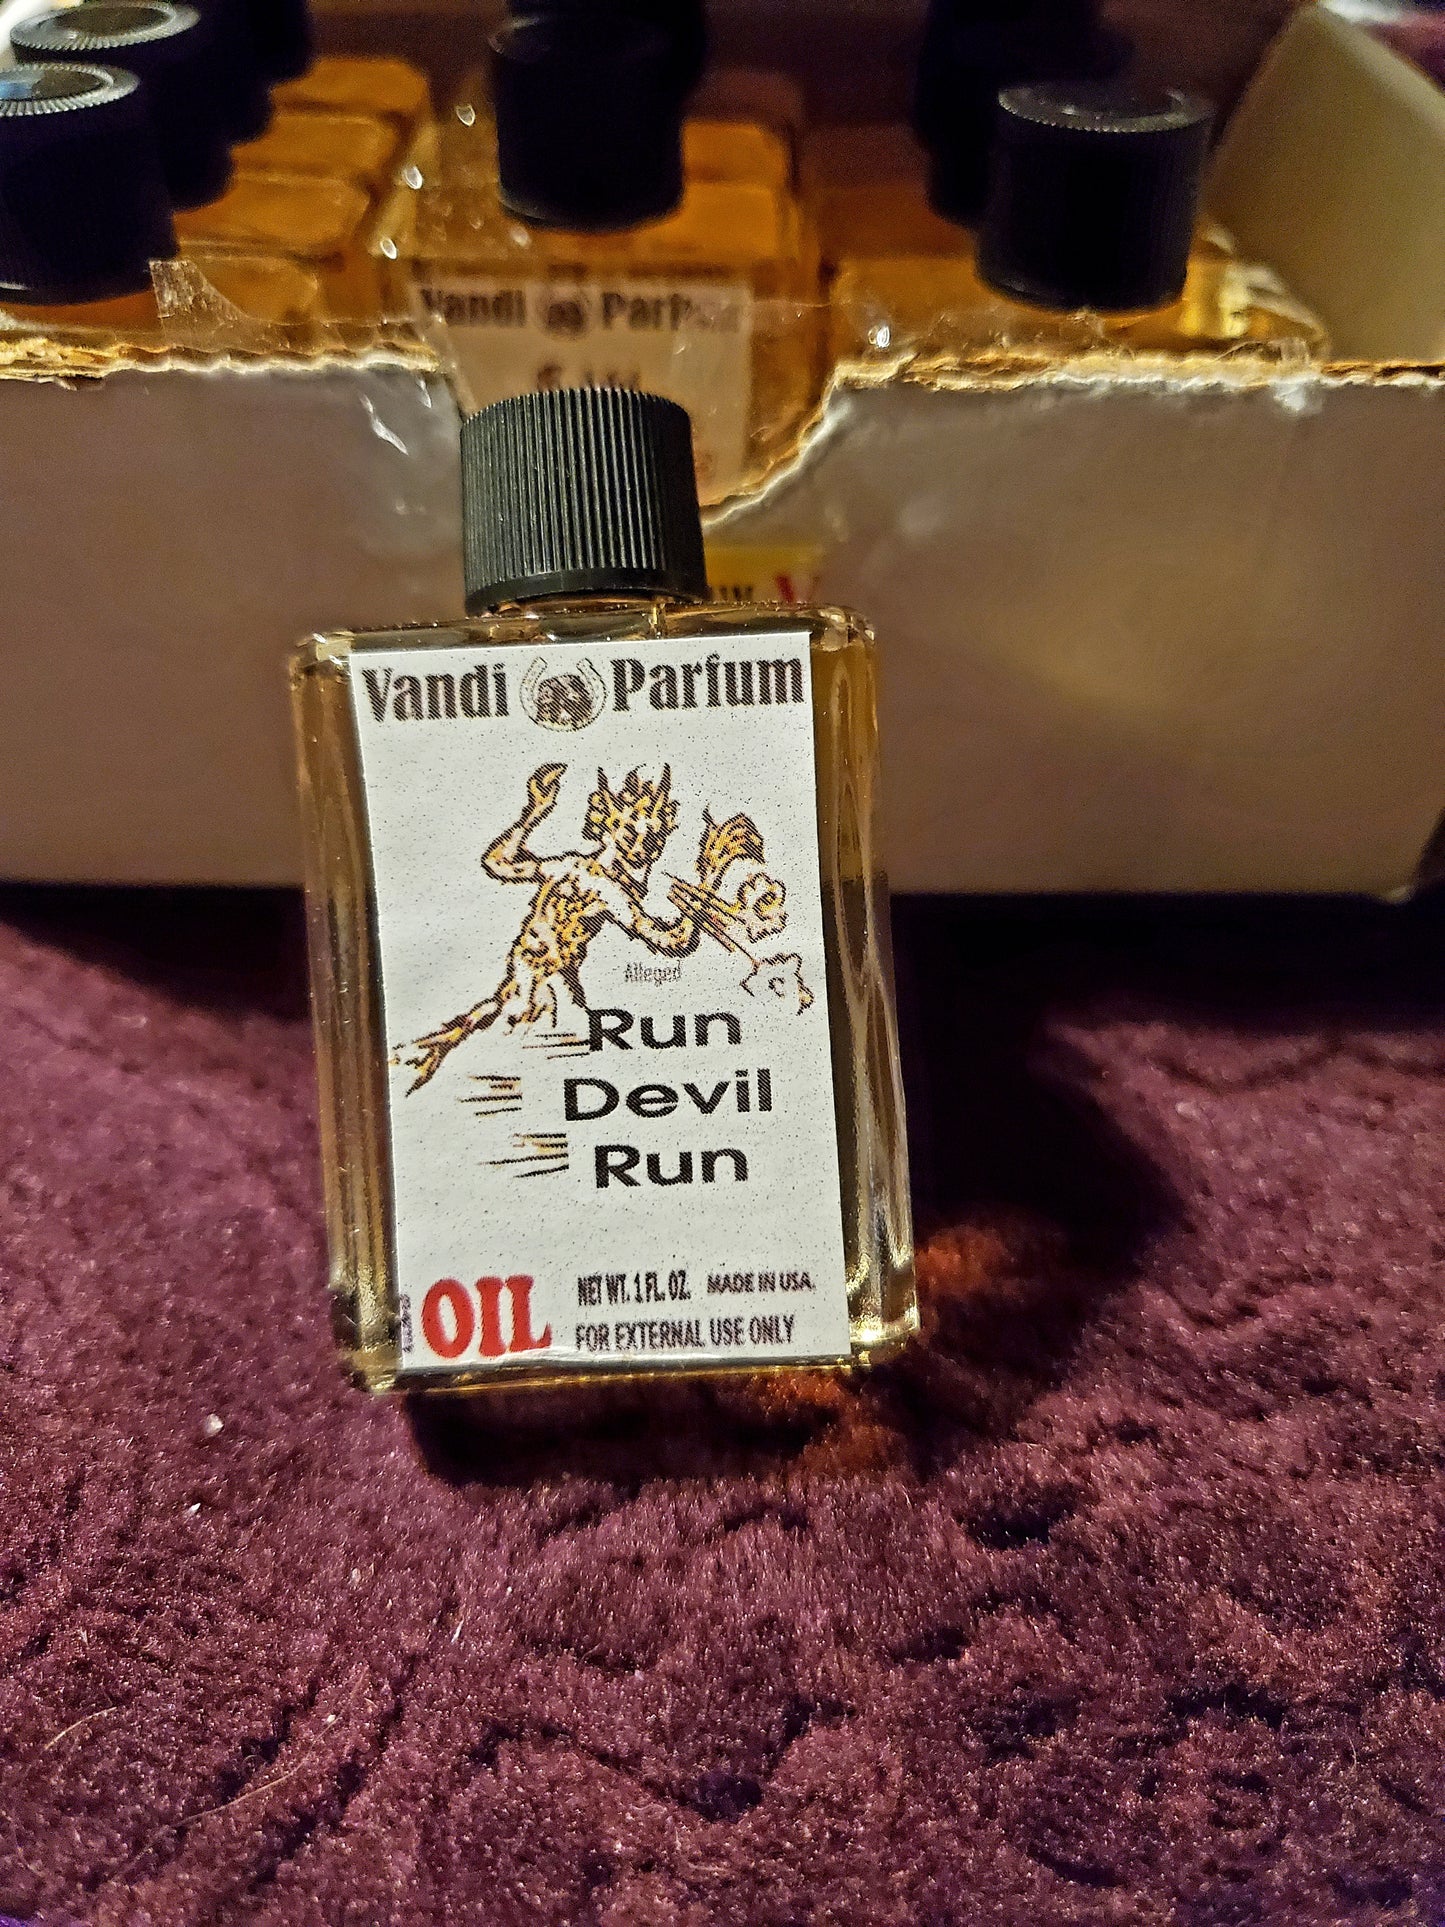 Vandi Parfum
Vandi Parfum
Alleged
Run
Devil
Run
OIL
NET WT. 1 FL. OZ. MADE IN USA.
FOR EXTERNAL USE ONLY